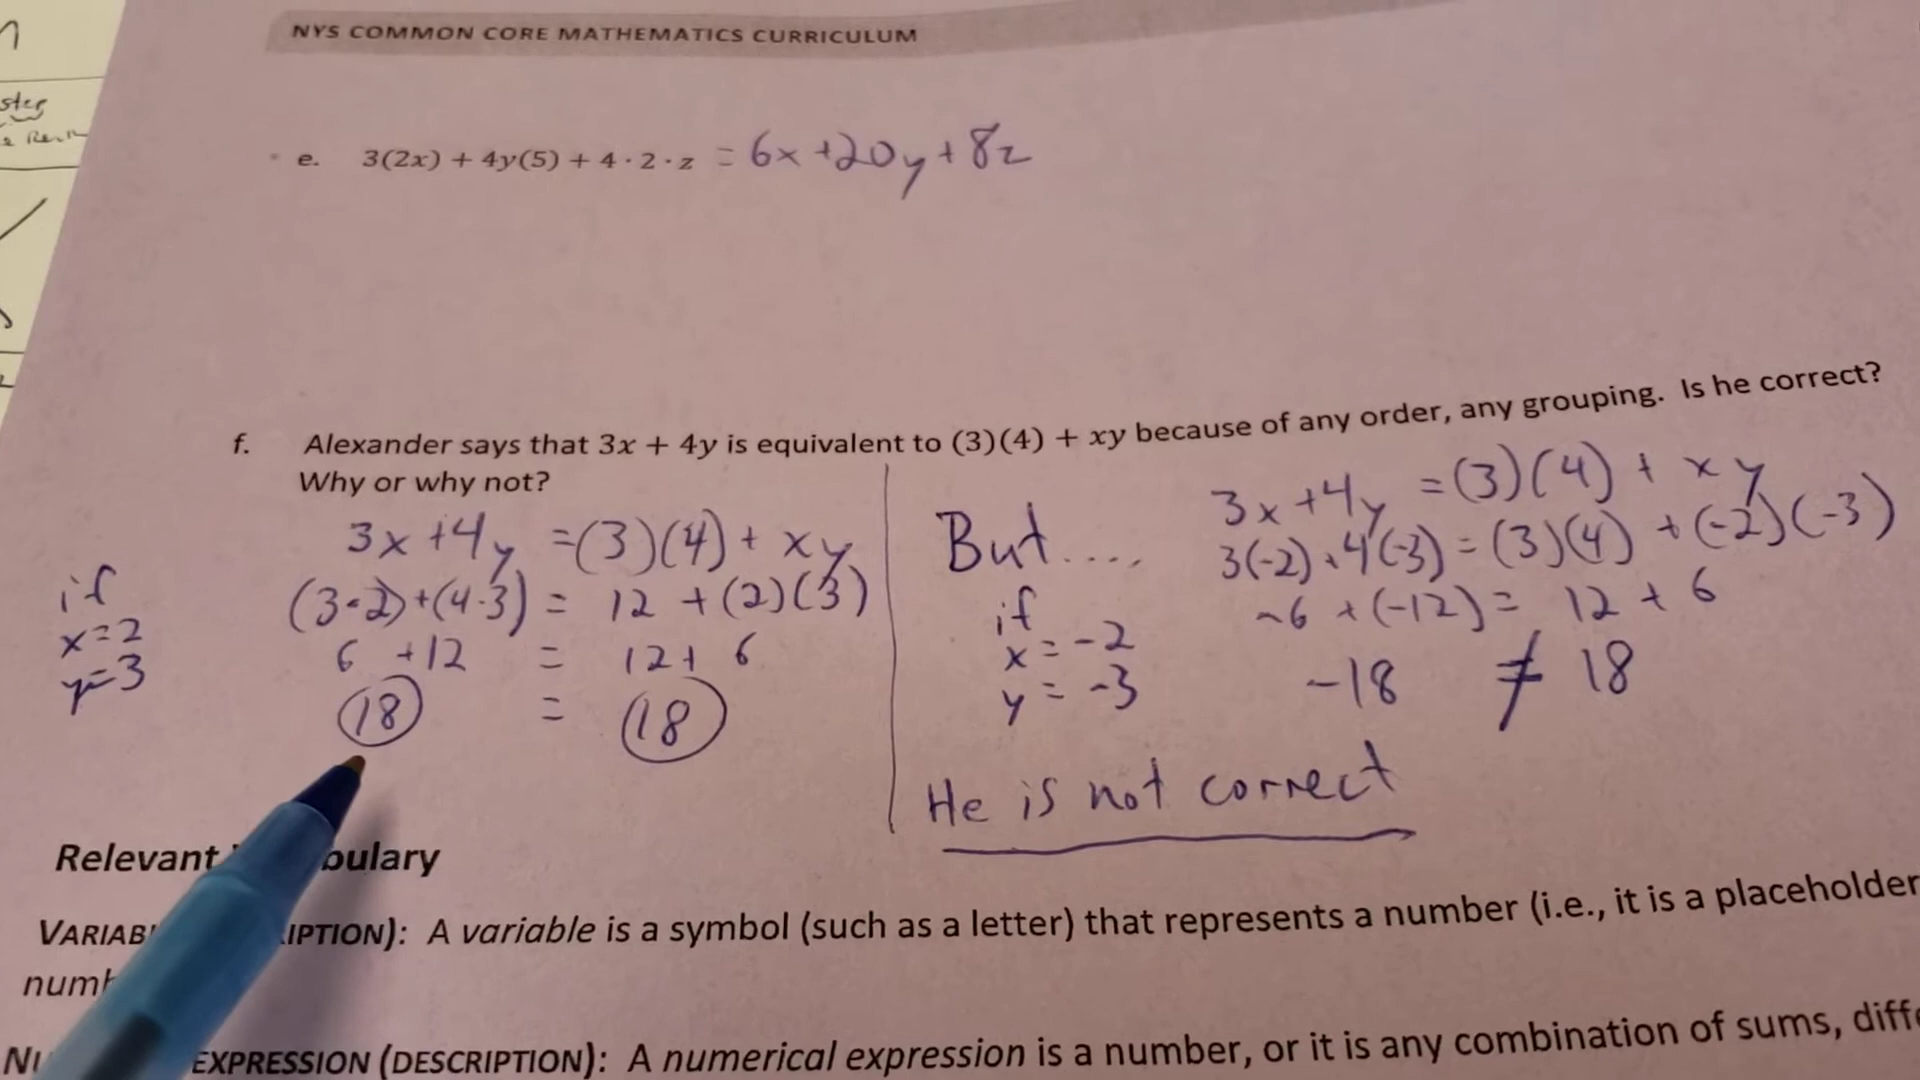 NYS COMMON CORE MATHEMATICS CURRICULUM
step
e. 3(2x) + 4y(5) + 4 · 2 · z = 6x + 20y + 8z
f. Alexander says that 3x + 4y is equivalent to (3)(4) + xy because of any order, any grouping. Is he correct?
Why or why not?
3x + 4y = (3)(4) + xy
if
x = 2
y = 3
(3·2) + (4·3) = 12 + (2)(3)
6 + 12 = 12 + 6
18 = 18
But....
if
x = -2
y = -3
3x + 4y = (3)(4) + xy
3(-2) + 4(-3) = (3)(4) + (-2)(-3)
-6 + (-12) = 12 + 6
-18 ≠ 18
He is not correct
Relevant
A variable is a symbol (such as a letter) that represents a number (i.e., it is a placeholder
EXPRESSION (DESCRIPTION): A numerical expression is a number, or it is any combination of sums,